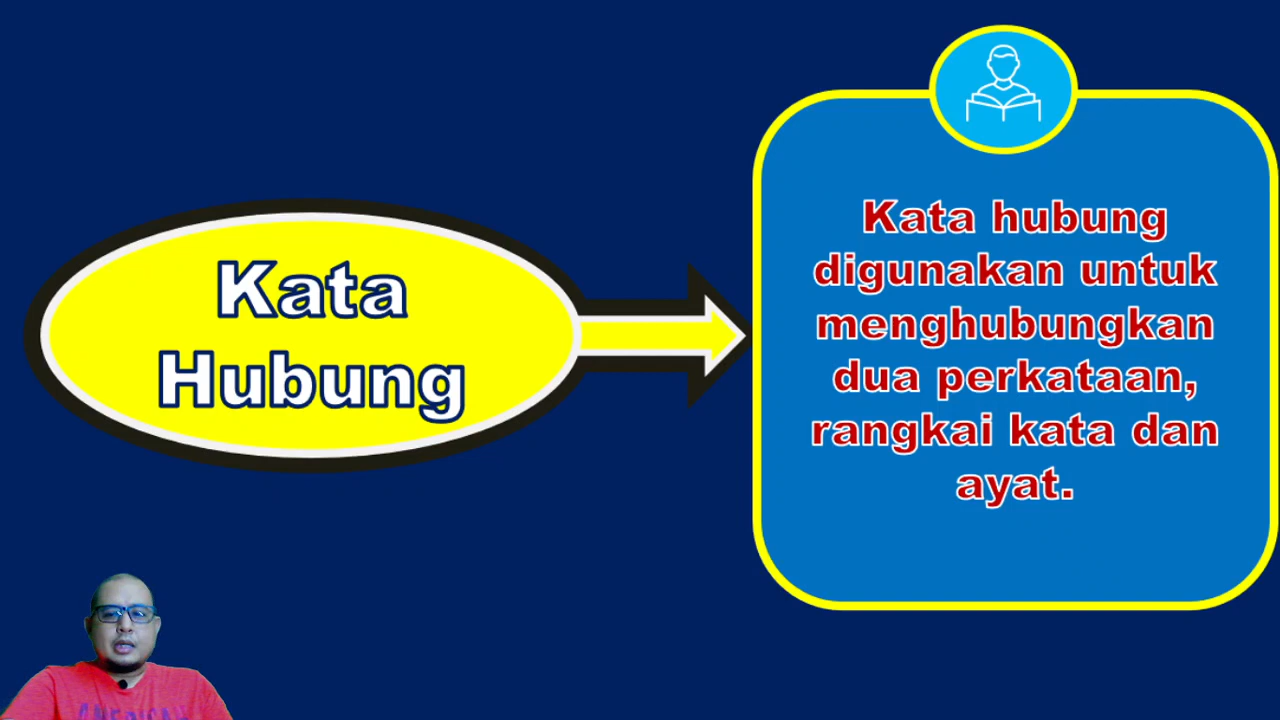 Kata
Hubung
Kata hubung
digunakan untuk
menghubungkan
dua perkataan,
rangkai kata dan
ayat.